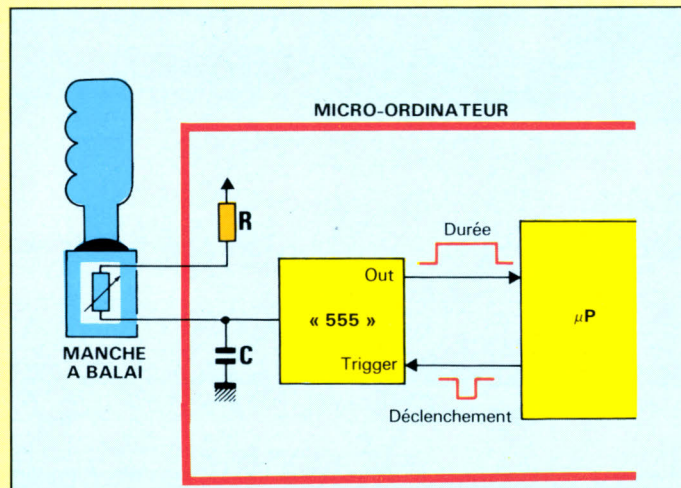 MICRO-ORDINATEUR
R
Durée
Out
« 555 »
µP
MANCHE
A BALAI
C
Trigger
Déclenchement